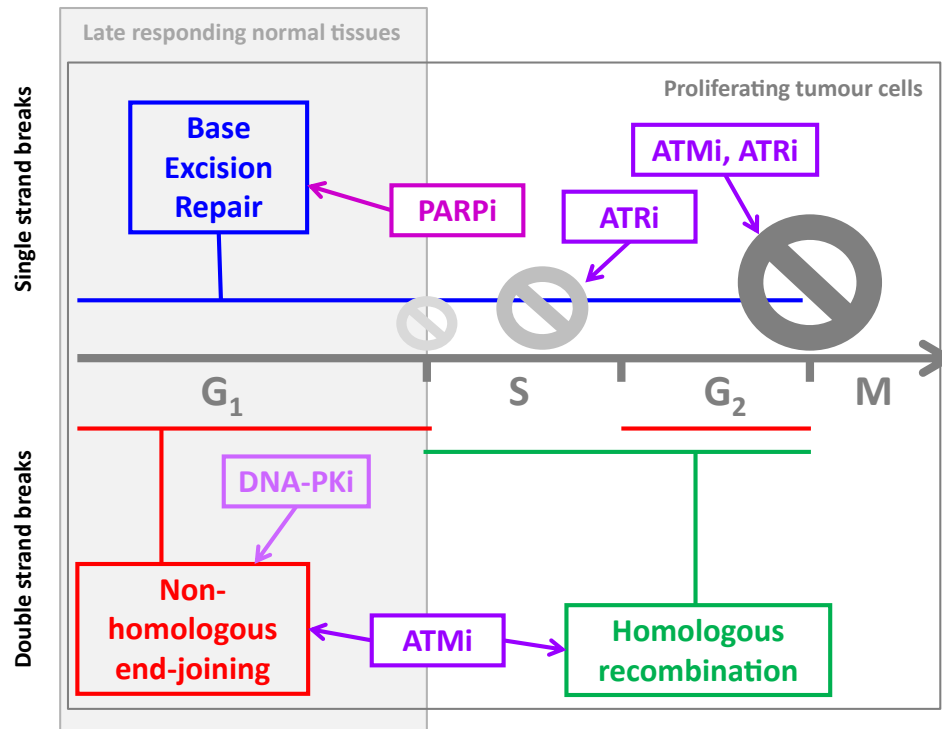 Late responding normal tissues
Proliferating tumour cells
Single strand breaks
Base
Excision
Repair
PARPi
ATRi
ATMi, ATRi
G₁
S
G₂
M
Double strand breaks
DNA-PKi
Non-
homologous
end-joining
ATMi
Homologous
recombination